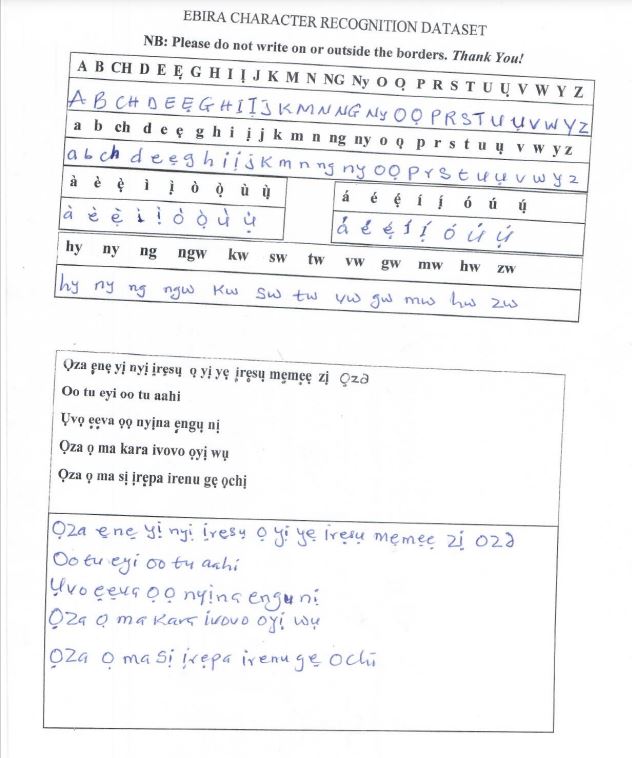 EBIRA CHARACTER RECOGNITION DATASET
NB: Please do not write on or outside the borders. Thank You!
A B CH D E Ẹ G H I Ị J K M N NG Ny O Ọ P R S T U Ụ V W Y Z
A B CH D E Ẹ G H I Ị J K M N NG Ny O Ọ P R S T U Ụ V W Y Z
a b ch d e ẹ g h i ị j k m n ng ny o ọ p r s t u ụ v w y z
a b ch d e ẹ g h i ị j k m n ng ny o ọ p r s t u ụ v w y z
à è ẹ̀ ì ị̀ ò ọ̀ ù ụ̀
à è ẹ̀ ì ị̀ ò ọ̀ ù ụ̀
á é ẹ́ í ị́ ó ú ụ́
á é ẹ́ í ị́ ó ú ụ́
hy ny ng ngw kw sw tw vw gw mw hw zw
hy ny ng ngw kw sw tw vw gw mw hw zw
Ọza ẹnẹ yị nyị ịrẹsụ ọ yị yẹ ịrẹsụ mẹmẹẹ zị ọzə
Oo tu eyi oo tu aahi
Ụvọ ẹẹva ọọ nyịna ẹngụ nị
Ọza ọ ma kara ivovo ọyị wụ
Ọza ọ ma sị ịrẹpa irenu gẹ ọchị
Ọza ẹnẹ yị nyị ịresụ ọ yị yẹ irẹsụ mẹmẹẹ zị ozə
Oo tu eyi oo tu aahi
Ụvo ẹẹva ọọ nyịna engu nị
Ọza ọ ma kara ivovo oyị wụ
Ọza ọ ma sị ịrẹpa irenu gẹ ochi